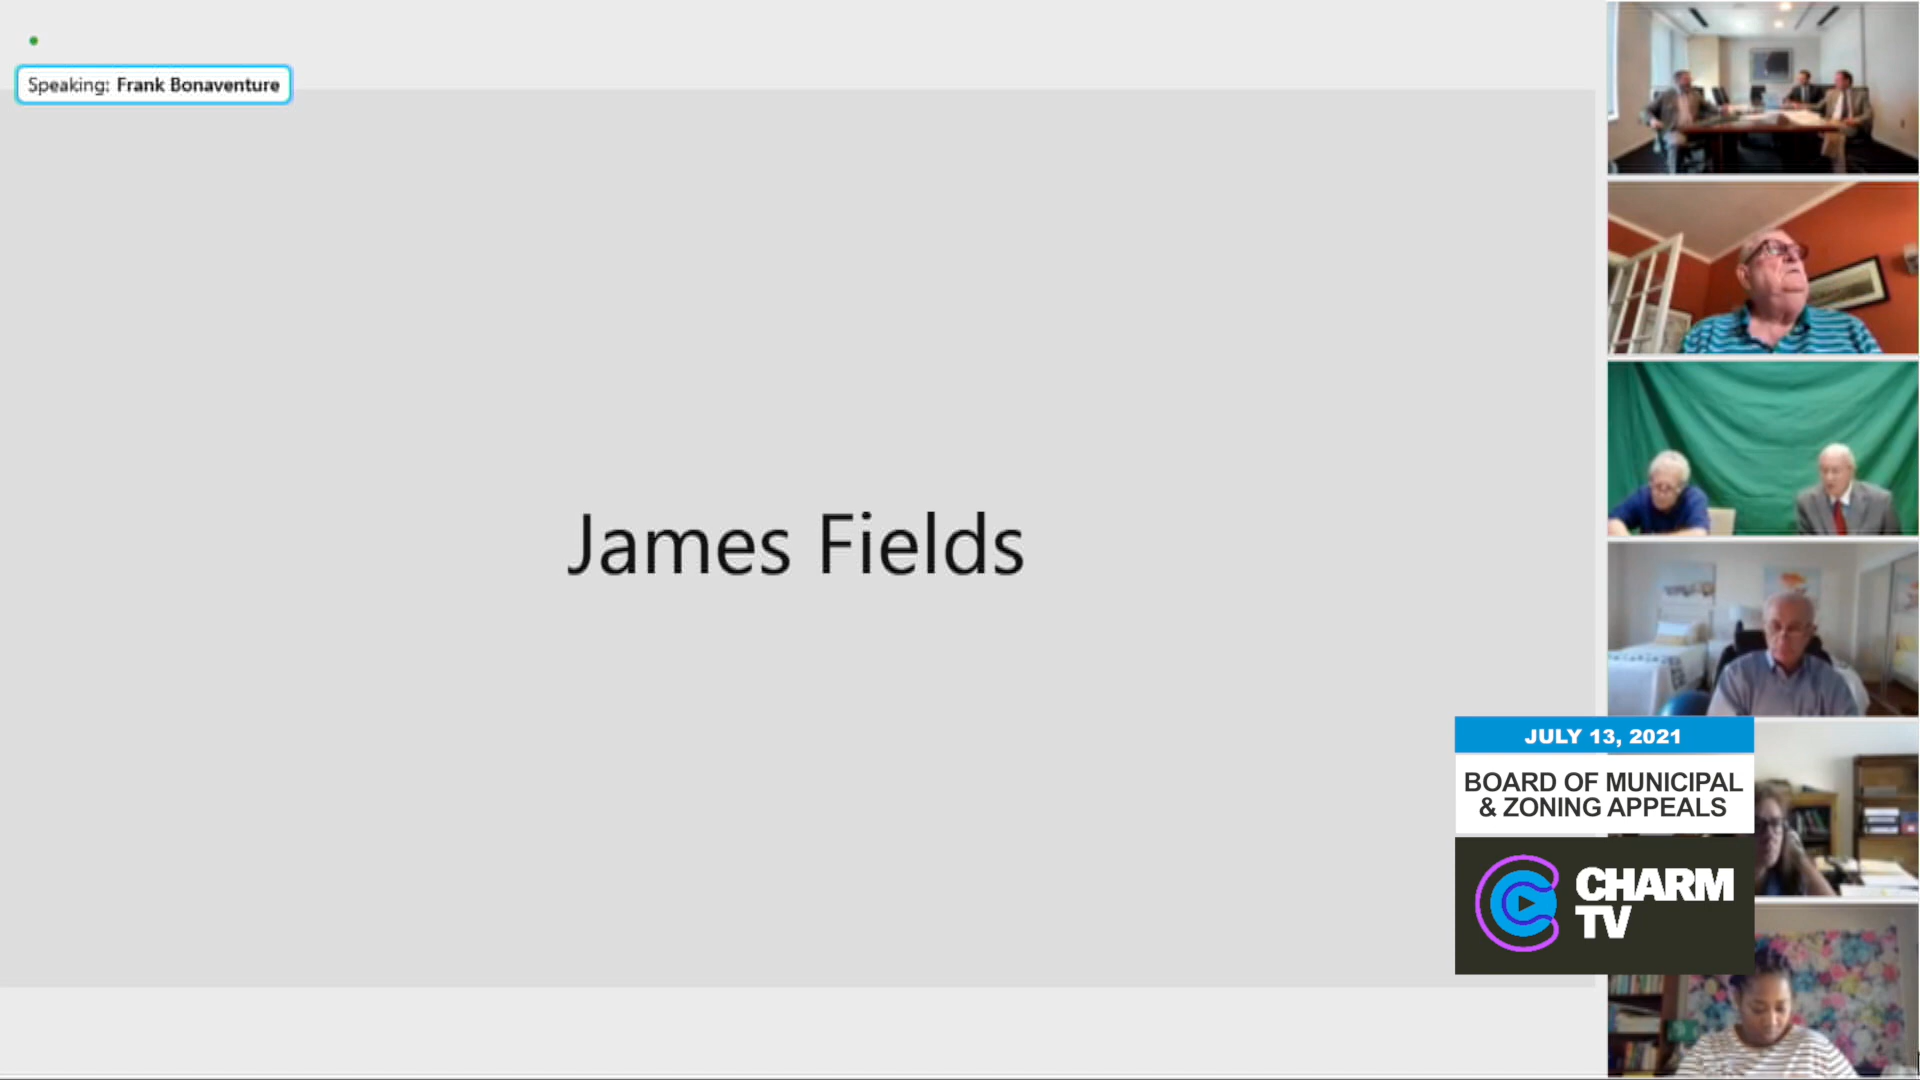 Speaking: Frank Bonaventure
James Fields
JULY 13, 2021
BOARD OF MUNICIPAL
& ZONING APPEALS
CHARM
TV